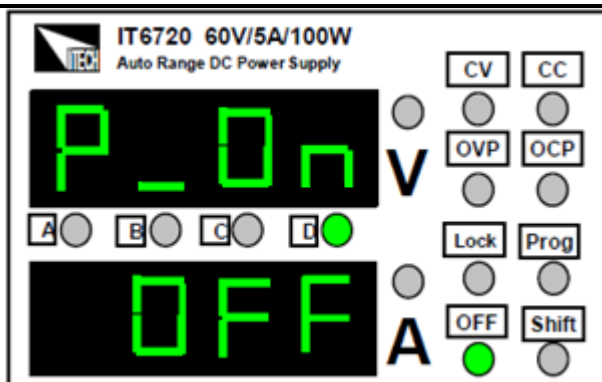 ITECH
IT6720 60V/5A/100W
Auto Range DC Power Supply
CV CC
P_On
V
OVP OCP
A B C D
Lock Prog
OFF
A
OFF Shift